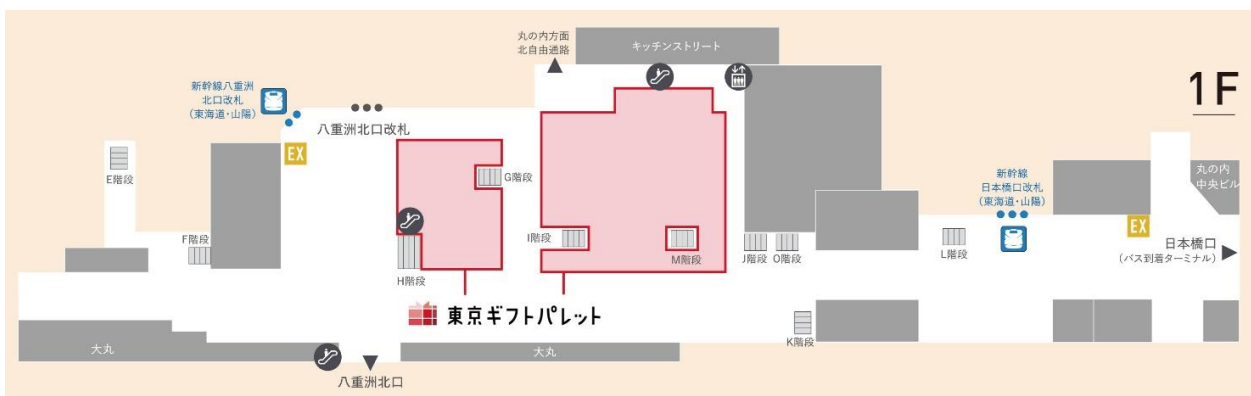 丸の内方面
北自由通路
キッチンストリート
1F
新幹線八重洲
北口改札
(東海道・山陽)
八重洲北口改札
EX
E階段
G階段
丸の内
中央ビル
新幹線
日本橋口改札
(東海道・山陽)
EX
F階段
I階段
M階段
J階段
O階段
L階段
日本橋口
(バス到着ターミナル)
H階段
東京ギフトパレット
K階段
大丸
大丸
八重洲北口